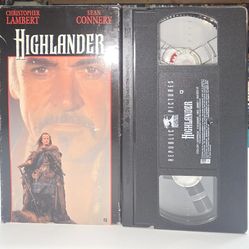 CHRISTOPHER
LAMBERT
SEAN
CONNERY
HIGHLANDER
REPUBLIC PICTURES
HIGHLANDER